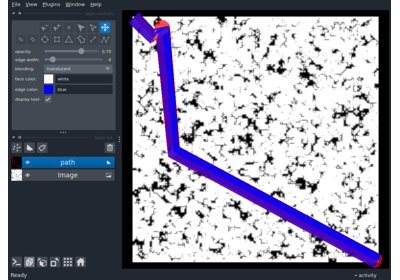 File View Plugins Window Help
opacity: 0.70
edge width: 4
blending: translucent
face color: white
edge color: blue
display text:
path
Image
Ready
activity